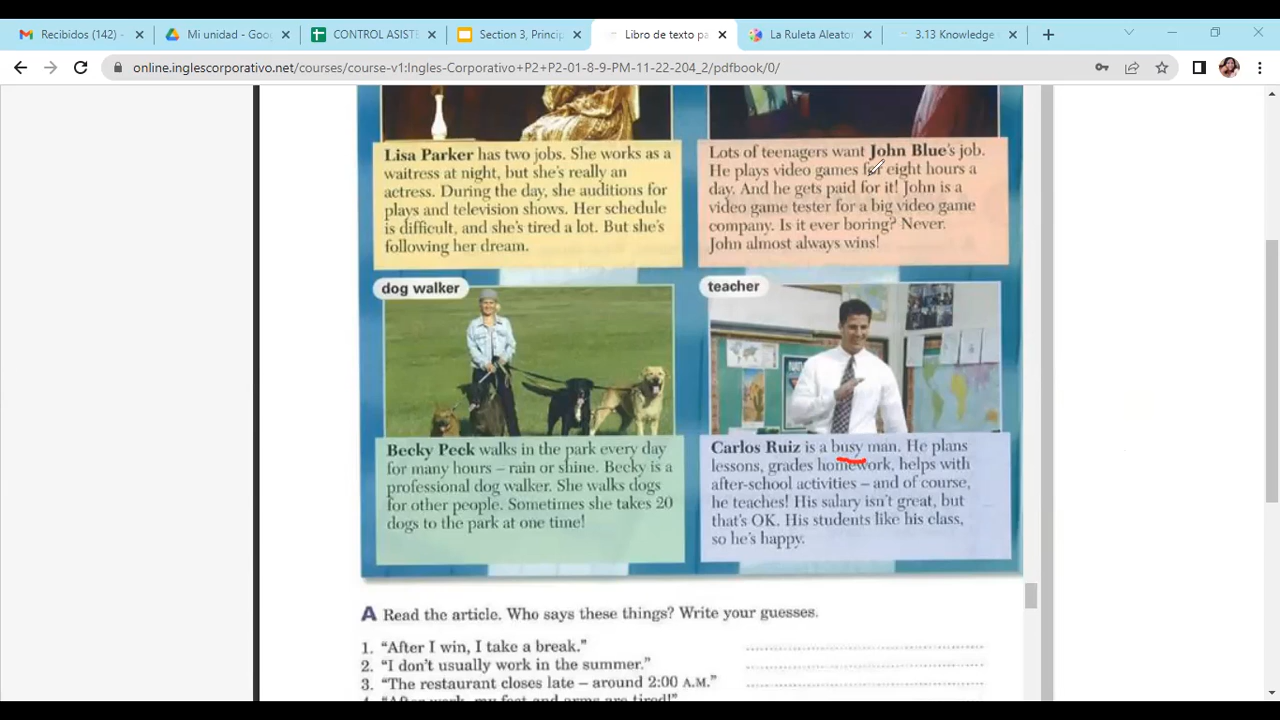 Recibidos (142) -
Mi unidad - Goo
CONTROL ASIST
Section 3, Princip
Libro de texto pa
La Ruleta Aleato
3.13 Knowledge
online.inglescorporativo.net/courses/course-v1:Ingles-Corporativo+P2+P2-01-8-9-PM-11-22-204_2/pdfbook/0/
Lisa Parker has two jobs. She works as a
waitress at night, but she's really an
actress. During the day, she auditions for
plays and television shows. Her schedule
is difficult, and she's tired a lot. But she's
following her dream.
Lots of teenagers want John Blue's job.
He plays video games for eight hours a
day. And he gets paid for it! John is a
video game tester for a big video game
company. Is it ever boring? Never.
John almost always wins!
dog walker
Becky Peck walks in the park every day
for many hours – rain or shine. Becky is a
professional dog walker. She walks dogs
for other people. Sometimes she takes 20
dogs to the park at one time!
teacher
Carlos Ruiz is a busy man. He plans
lessons, grades homework, helps with
after-school activities – and of course,
he teaches! His salary isn't great, but
that's OK. His students like his class,
so he's happy.
A Read the article. Who says these things? Write your guesses.
1. "After I win, I take a break."
2. "I don't usually work in the summer."
3. "The restaurant closes late – around 2:00 A.M."
4. "After work, my feet and arms are tired!"